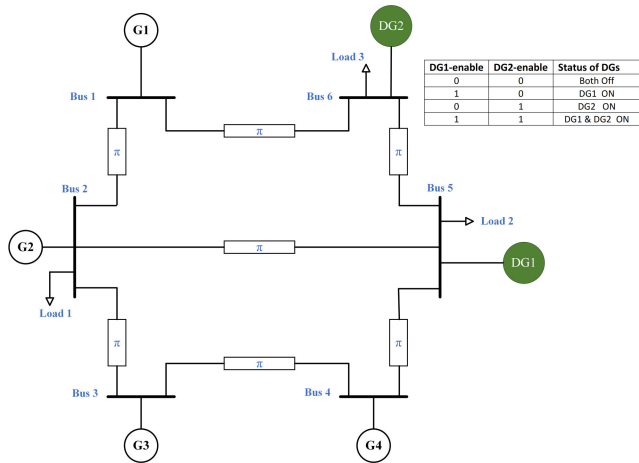 G1
DG2
Load 3
DG1-enable DG2-enable Status of DGs
0 0 Both Off
1 0 DG1 ON
0 1 DG2 ON
1 1 DG1 & DG2 ON
Bus 1
Bus 6
π
π
π
Bus 2
Bus 5
Load 2
G2
π
DG1
Load 1
π
π
π
Bus 3
Bus 4
G3
G4